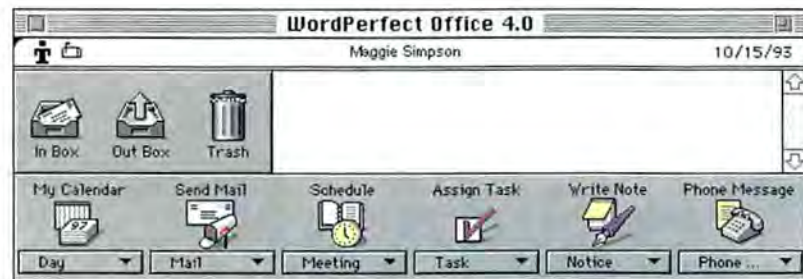 WordPerfect Office 4.0
Maggie Simpson 10/15/93
In Box Out Box Trash
My Calendar Send Mail Schedule Assign Task Write Note Phone Message
97
Day Mail Meeting Task Notice Phone ...